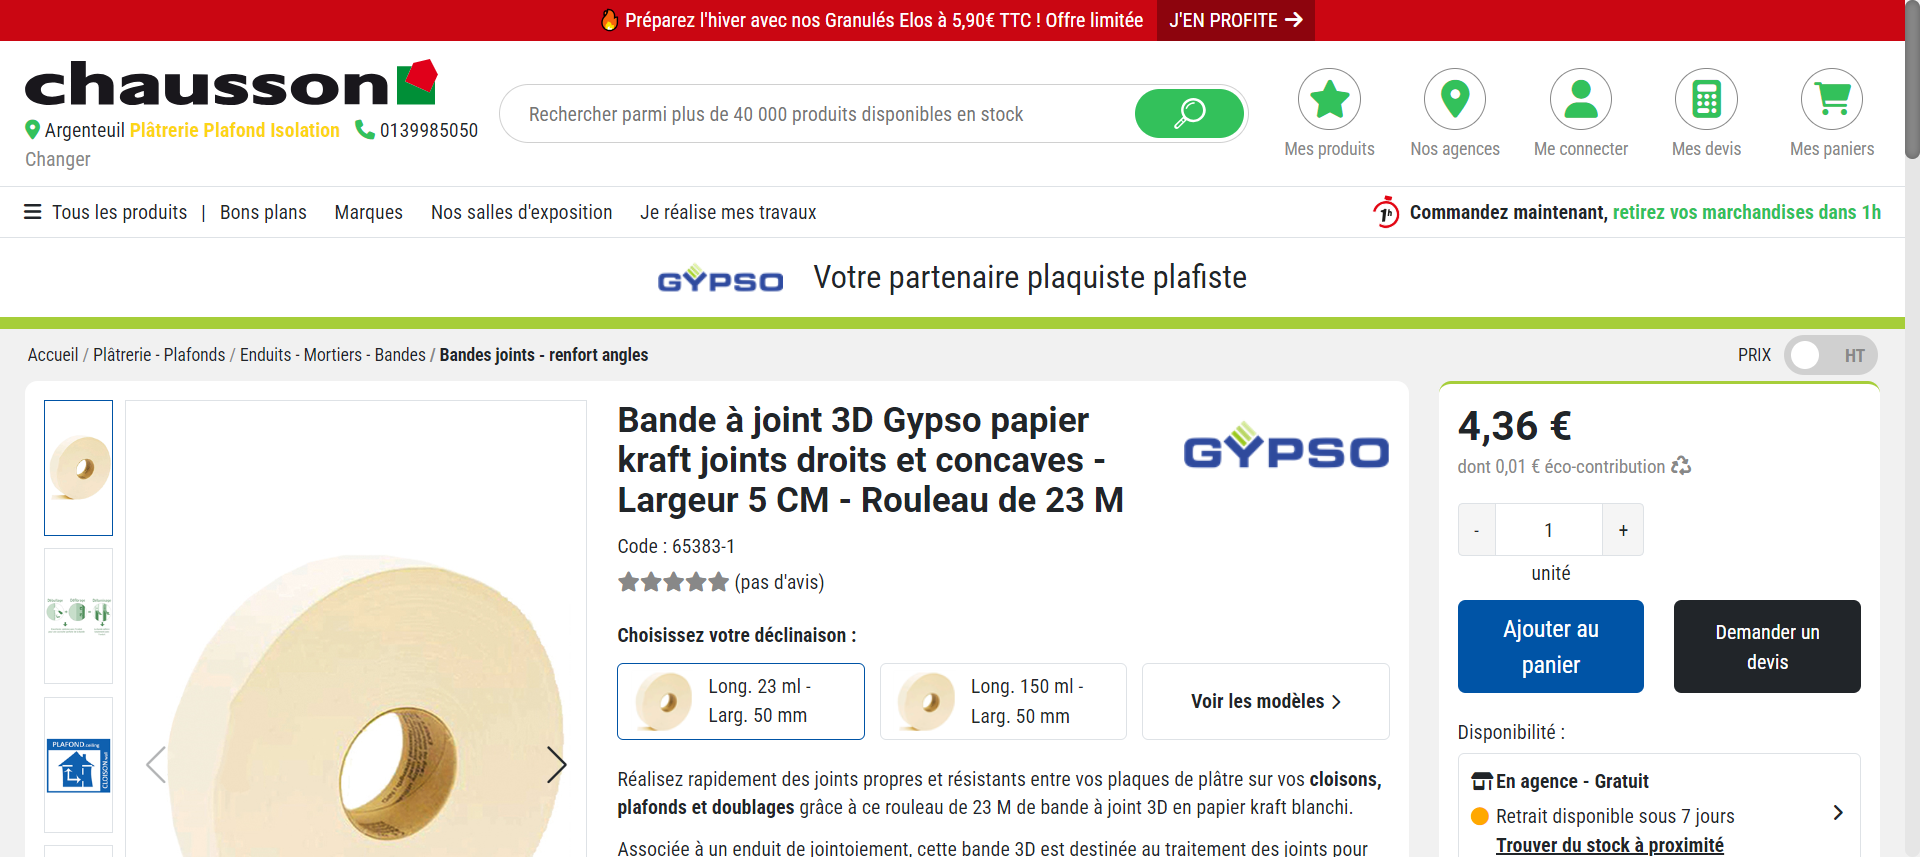 🔥 Préparez l'hiver avec nos Granulés Elos à 5,90€ TTC ! Offre limitée J'EN PROFITE →
chausson
Argenteuil Plâtrerie Plafond Isolation 0139985050
Changer
Rechercher parmi plus de 40 000 produits disponibles en stock
Mes produits
Nos agences
Me connecter
Mes devis
Mes paniers
Tous les produits | Bons plans Marques Nos salles d'exposition Je réalise mes travaux
1h Commandez maintenant, retirez vos marchandises dans 1h
GYPSO Votre partenaire plaquiste plafiste
Accueil / Plâtrerie - Plafonds / Enduits - Mortiers - Bandes / Bandes joints - renfort angles
PRIX HT
PLAFOND ceiling
CLOISON
Bande à joint 3D Gypso papier
kraft joints droits et concaves -
Largeur 5 CM - Rouleau de 23 M
GYPSO
Code : 65383-1
(pas d'avis)
Choisissez votre déclinaison :
Long. 23 ml -
Larg. 50 mm
Long. 150 ml -
Larg. 50 mm
Voir les modèles
Réalisez rapidement des joints propres et résistants entre vos plaques de plâtre sur vos cloisons,
plafonds et doublages grâce à ce rouleau de 23 M de bande à joint 3D en papier kraft blanchi.
Associée à un enduit de jointoiement, cette bande 3D est destinée au traitement des joints pour
4,36 €
dont 0,01 € éco-contribution
- 1 +
unité
Ajouter au
panier
Demander un
devis
Disponibilité :
En agence - Gratuit
Retrait disponible sous 7 jours
Trouver du stock à proximité